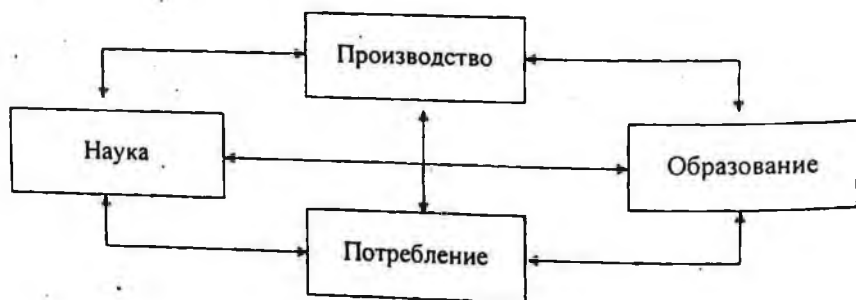 Производство
Наука
Образование
Потребление